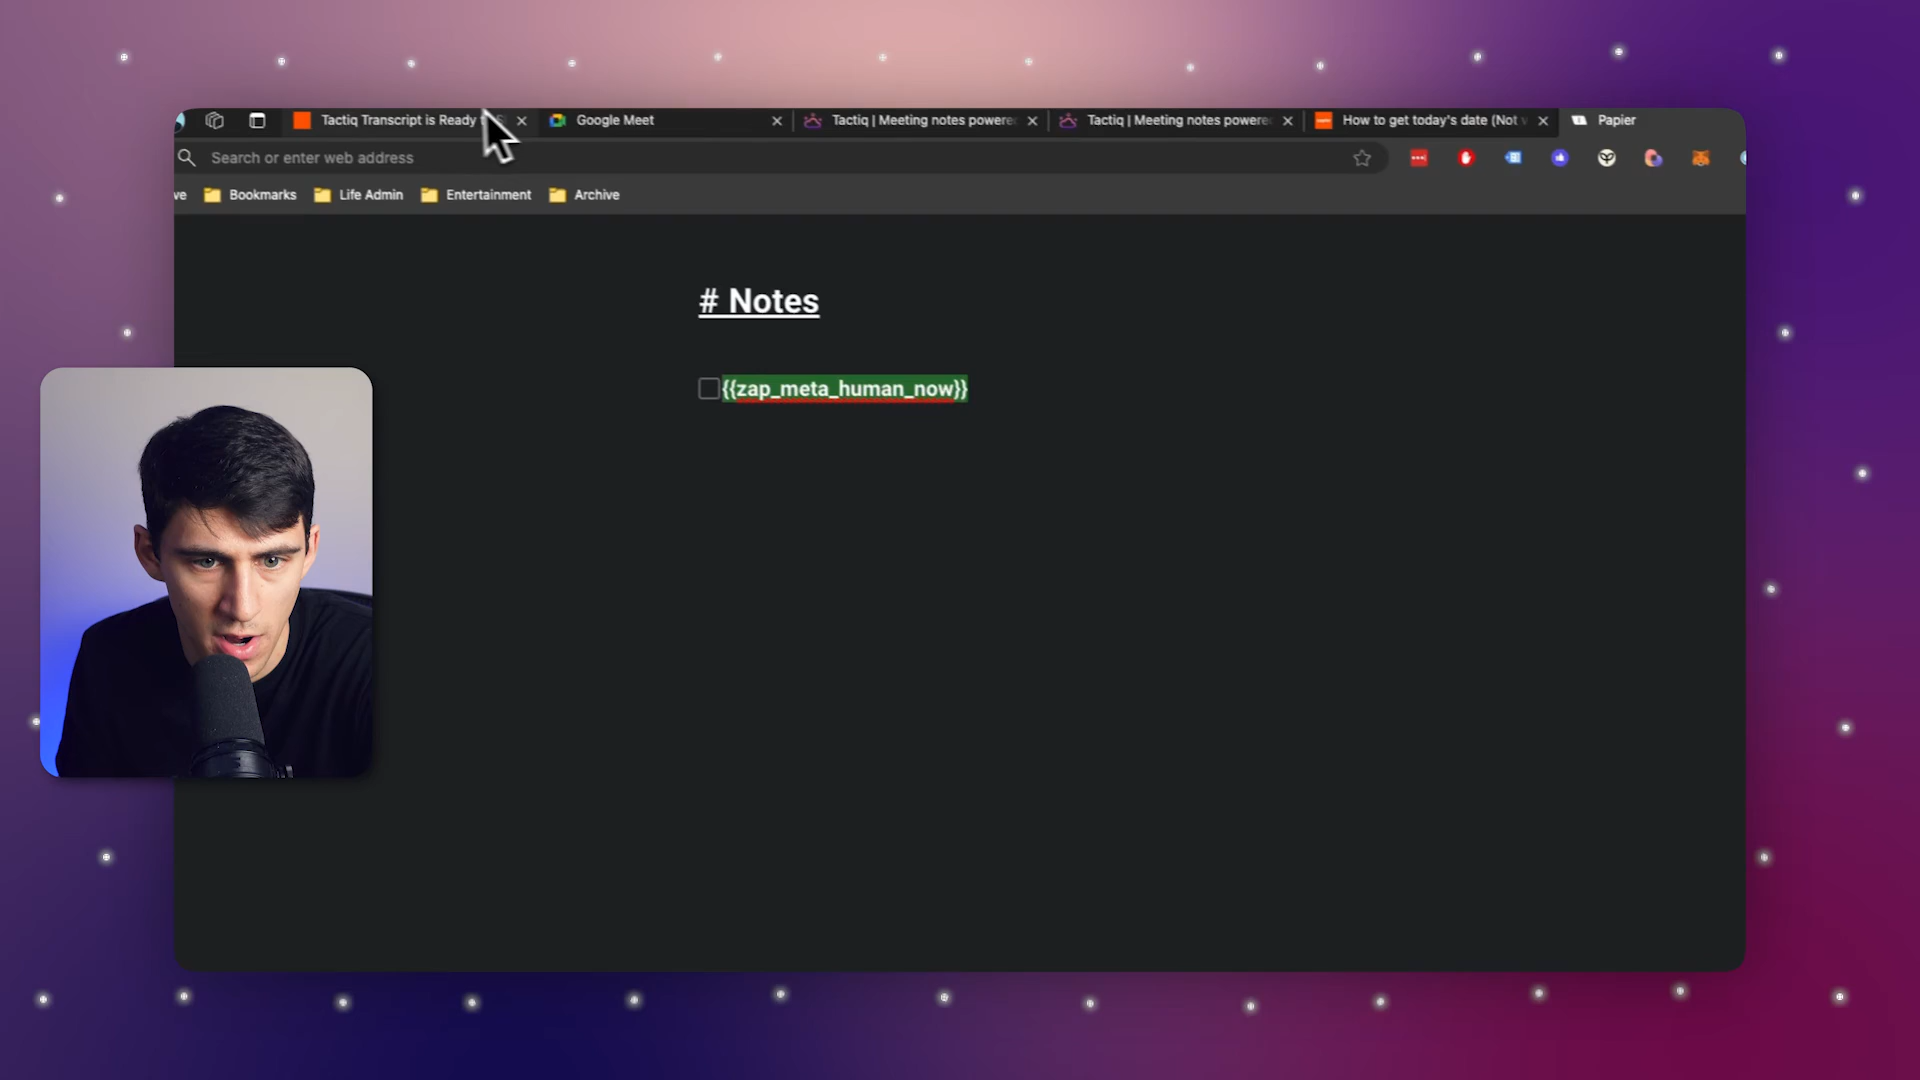 Tactiq Transcript is Ready
Google Meet
Tactiq | Meeting notes powere
Tactiq | Meeting notes powere
How to get today's date (Not
Papier
Search or enter web address
ve
Bookmarks
Life Admin
Entertainment
Archive
# Notes
{{zap_meta_human_now}}